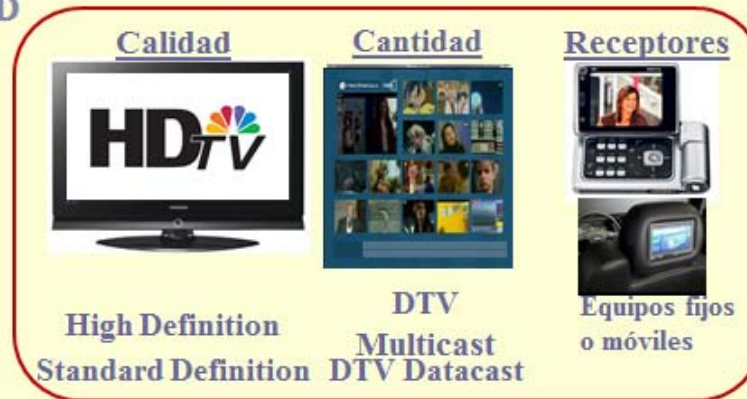 D
Calidad
Cantidad
Receptores
HDTV
High Definition
Standard Definition
DTV
Multicast
DTV Datacast
Equipos fijos
o móviles